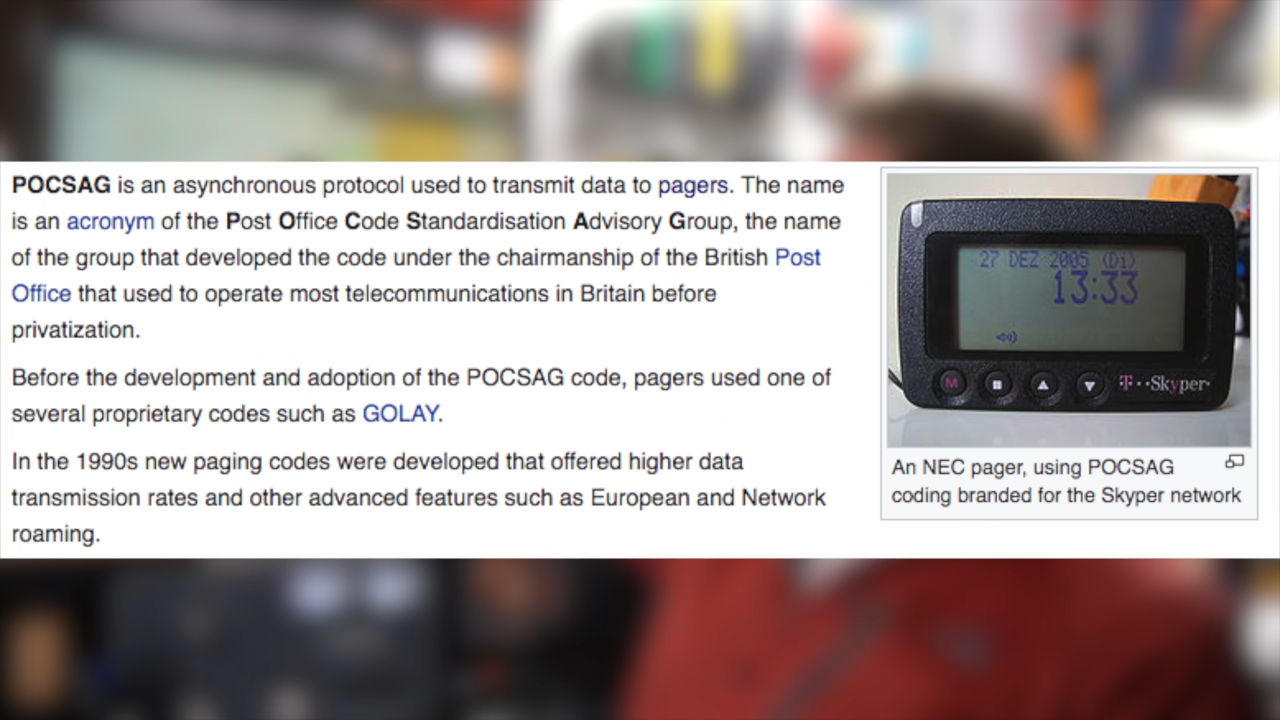 POCSAG is an asynchronous protocol used to transmit data to pagers. The name
is an acronym of the Post Office Code Standardisation Advisory Group, the name
of the group that developed the code under the chairmanship of the British Post
Office that used to operate most telecommunications in Britain before
privatization.
Before the development and adoption of the POCSAG code, pagers used one of
several proprietary codes such as GOLAY.
In the 1990s new paging codes were developed that offered higher data
transmission rates and other advanced features such as European and Network
roaming.
27 DEZ 2005 (Di)
13:33
M
T··Skyper·
An NEC pager, using POCSAG
coding branded for the Skyper network